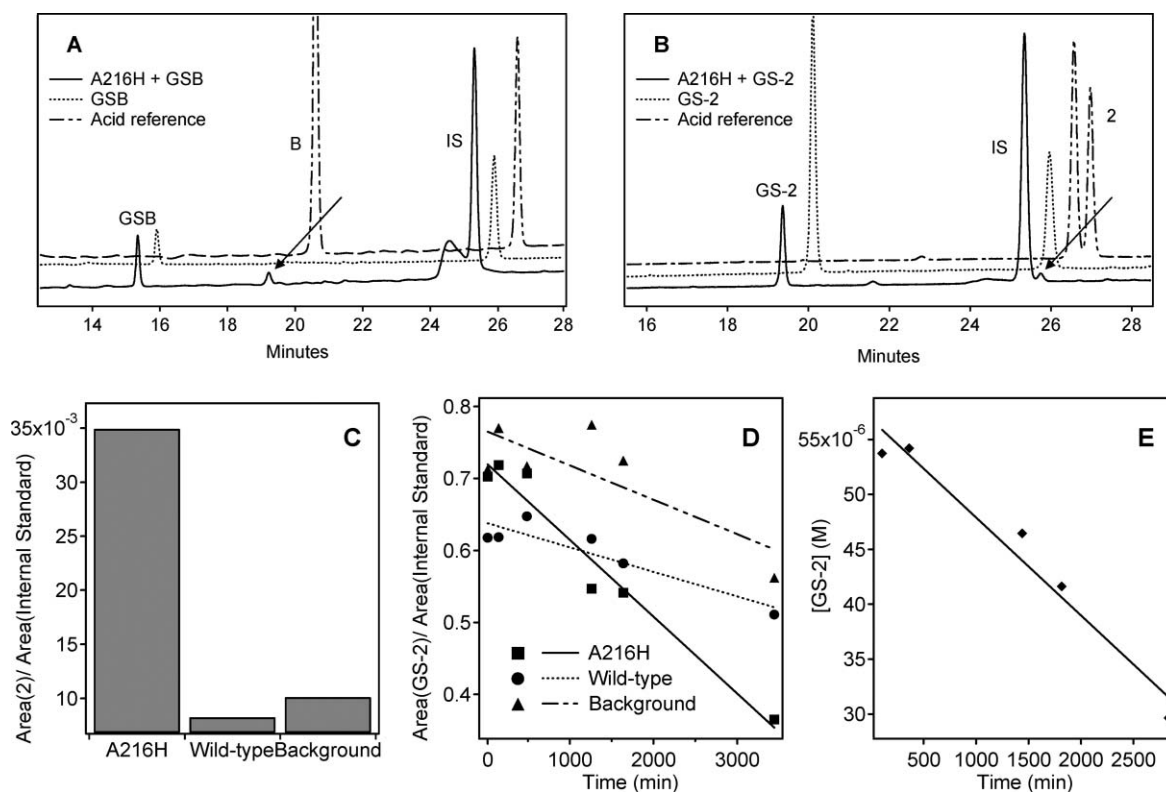 A
A216H + GSB
GSB
Acid reference
B
IS
GSB
14 16 18 20 22 24 26 28
Minutes
B
A216H + GS-2
GS-2
Acid reference
2
IS
GS-2
16 18 20 22 24 26 28
Minutes
C
Area(2)/ Area(Internal Standard)
35x10-3
30
25
20
15
10
A216H Wild-type Background
D
Area(GS-2)/ Area(Internal Standard)
0.8
0.7
0.6
0.5
0.4
A216H
Wild-type
Background
0 1000 2000 3000
Time (min)
E
[GS-2] (M)
55x10-6
50
45
40
35
30
500 1000 1500 2000 2500
Time (min)